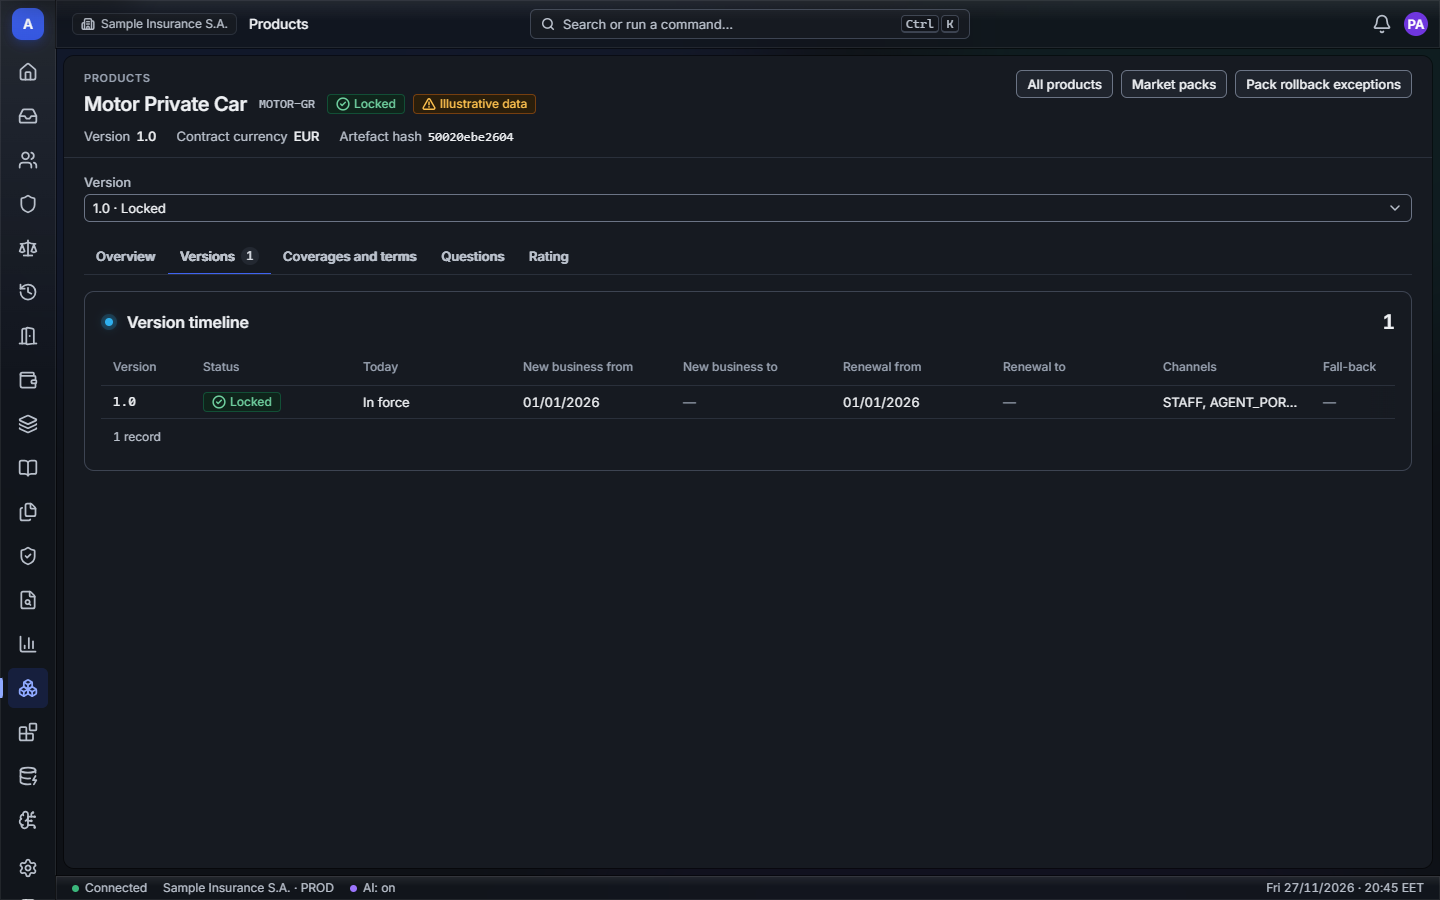 A
Sample Insurance S.A.
Products
Search or run a command...
Ctrl K
PA
PRODUCTS
Motor Private Car MOTOR-GR Locked Illustrative data
All products
Market packs
Pack rollback exceptions
Version 1.0 Contract currency EUR Artefact hash 50020ebe2604
Version
1.0 · Locked
Overview Versions 1 Coverages and terms Questions Rating
Version timeline 1
Version Status Today New business from New business to Renewal from Renewal to Channels Fall-back
1.0 Locked In force 01/01/2026 — 01/01/2026 — STAFF, AGENT_POR... —
1 record
Connected Sample Insurance S.A. · PROD AI: on Fri 27/11/2026 · 20:45 EET